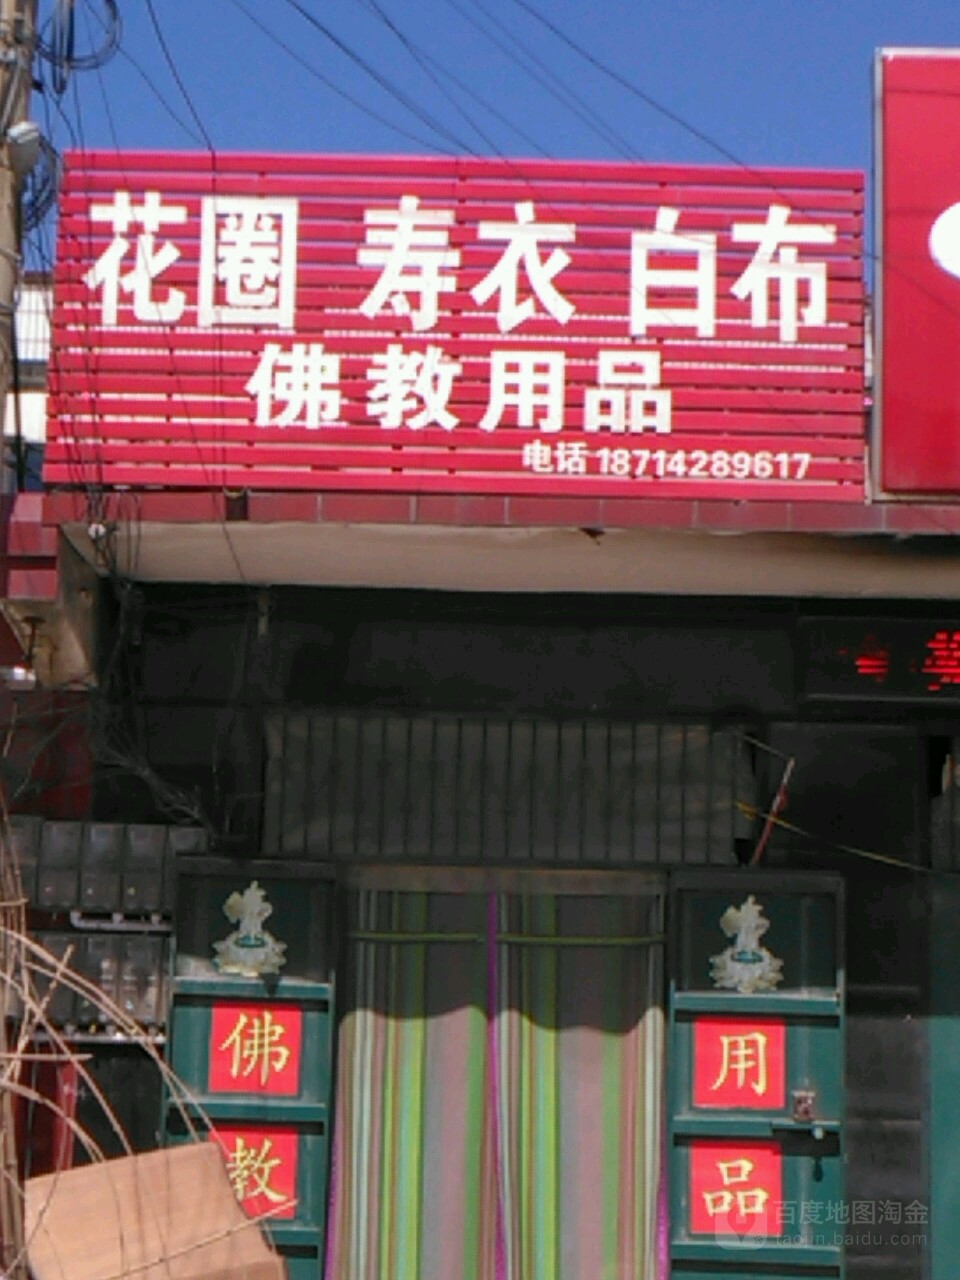 花圈 寿衣 白布
佛教用品
电话 18714289617
佛
教
用
品
百度地图淘金
taojin.baidu.com